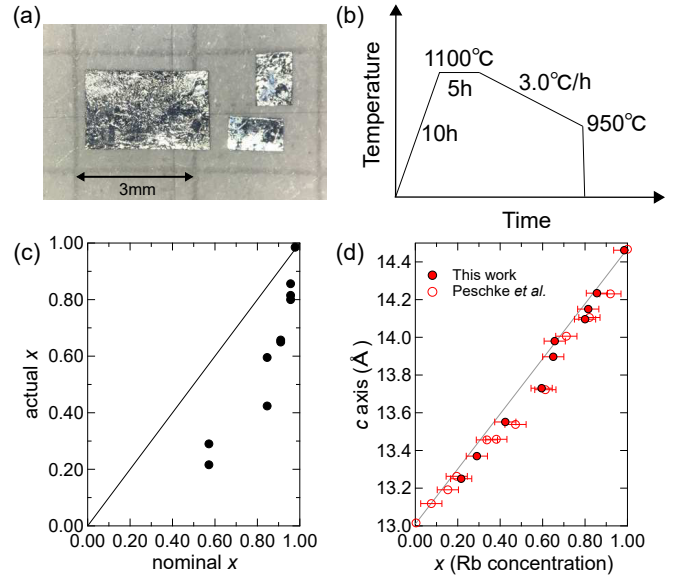 (a)
3mm
(b)
Temperature
1100℃
5h
3.0℃/h
10h
950℃
Time
(c)
actual x
1.00
0.80
0.60
0.40
0.20
0.00
0.00 0.20 0.40 0.60 0.80 1.00
nominal x
(d)
This work
Peschke et al.
c axis (Å)
14.4
14.2
14.0
13.8
13.6
13.4
13.2
13.0
0.00 0.20 0.40 0.60 0.80 1.00
x (Rb concentration)